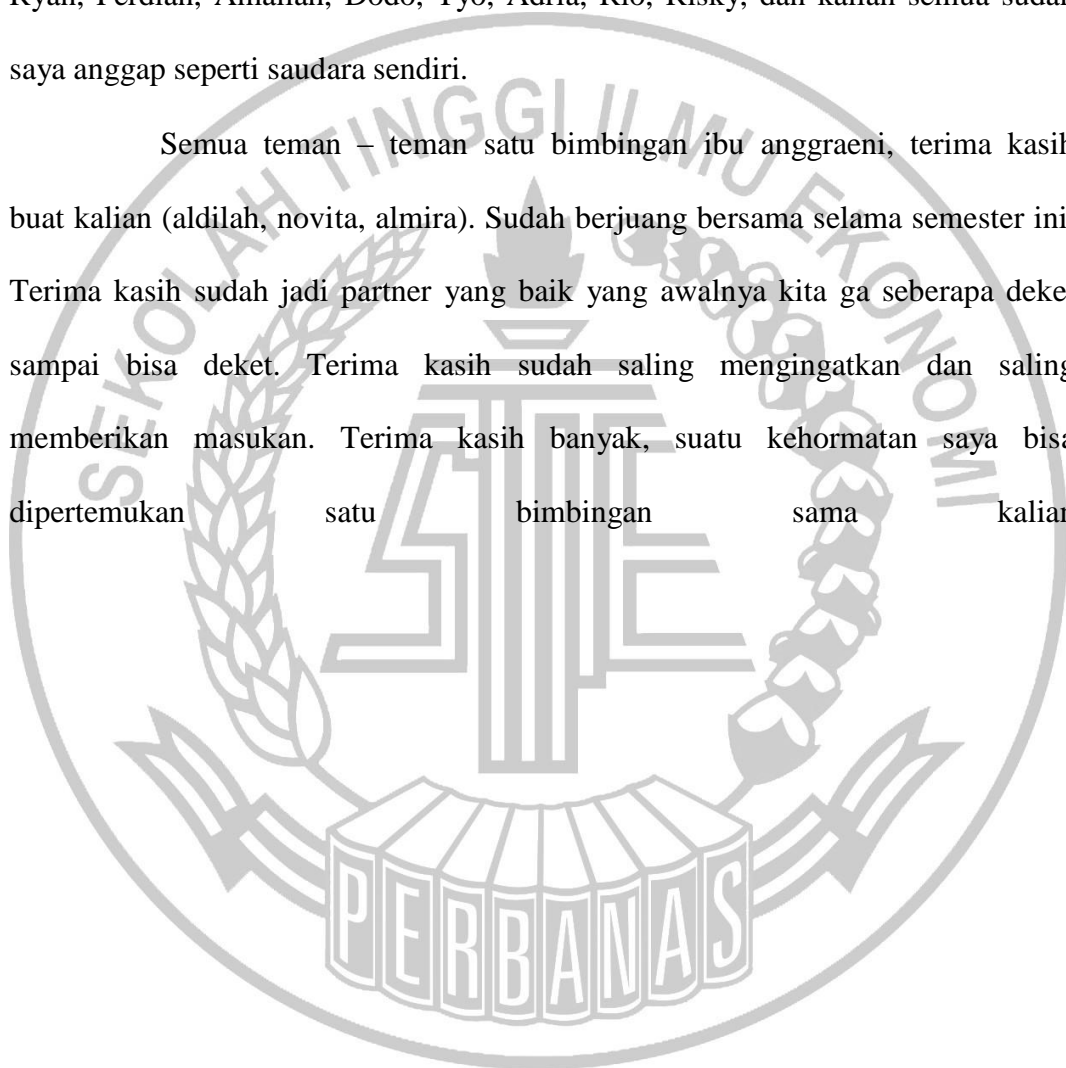 saya anggap seperti saudara sendiri.
Semua teman – teman satu bimbingan ibu anggraeni, terima kasih
buat kalian (aldilah, novita, almira). Sudah berjuang bersama selama semester ini
Terima kasih sudah jadi partner yang baik yang awalnya kita ga seberapa deke
sampai bisa deket. Terima kasih sudah saling mengingatkan dan saling
memberikan masukan. Terima kasih banyak, suatu kehormatan saya bisa
dipertemukan satu bimbingan sama kalian
SEKOLAH TINGGI ILMU EKONOMI
PERBANAS